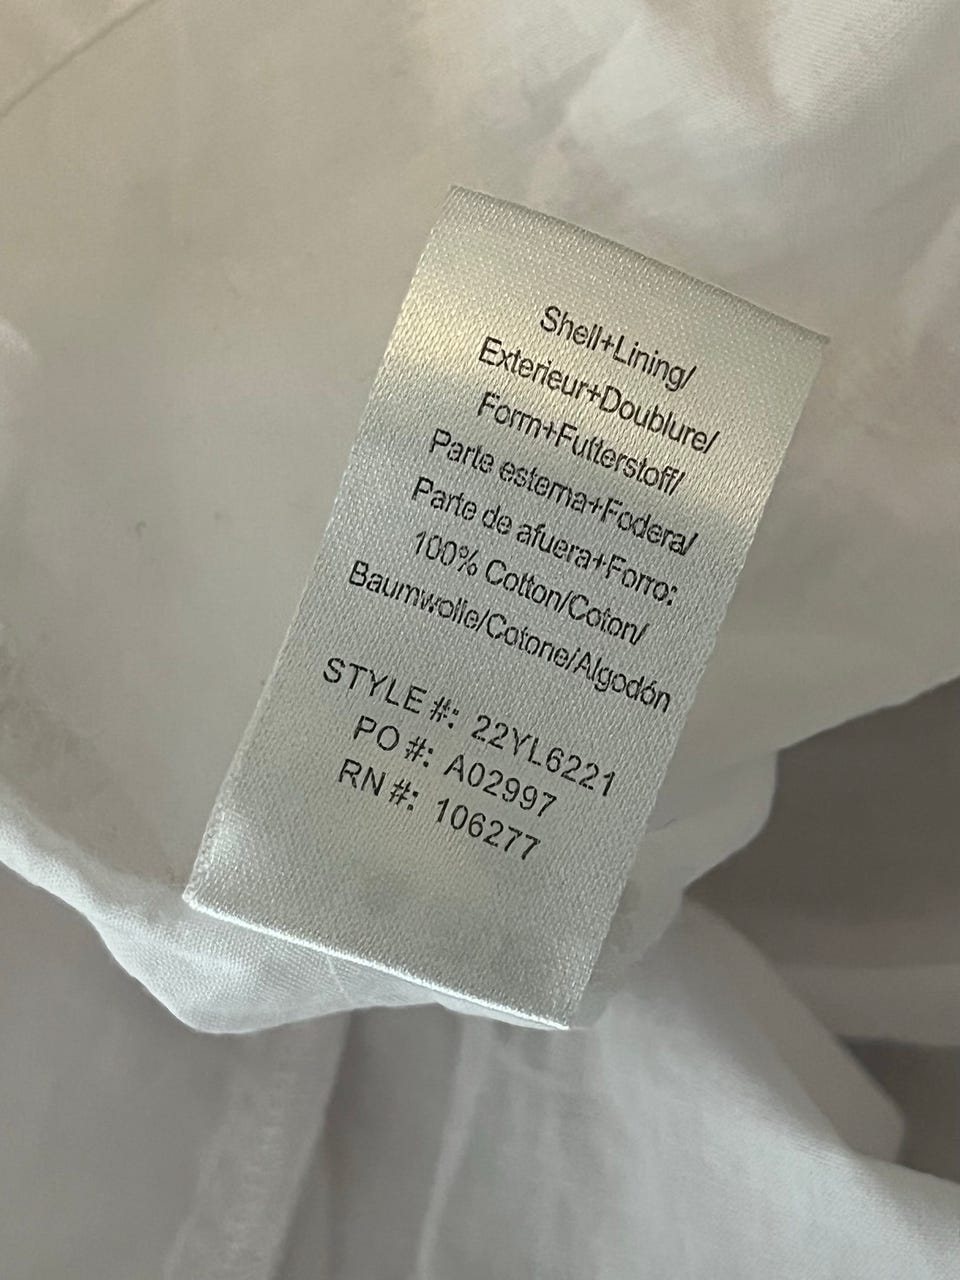 Shell+Lining/
Exterieur+Doublure/
Form+Futterstoff/
Parte esterna+Fodera/
Parte de afuera+Forro:
100% Cotton/Coton/
Baumwolle/Cotone/Algodón
STYLE #: 22YL6221
PO #: A02997
RN #: 106277